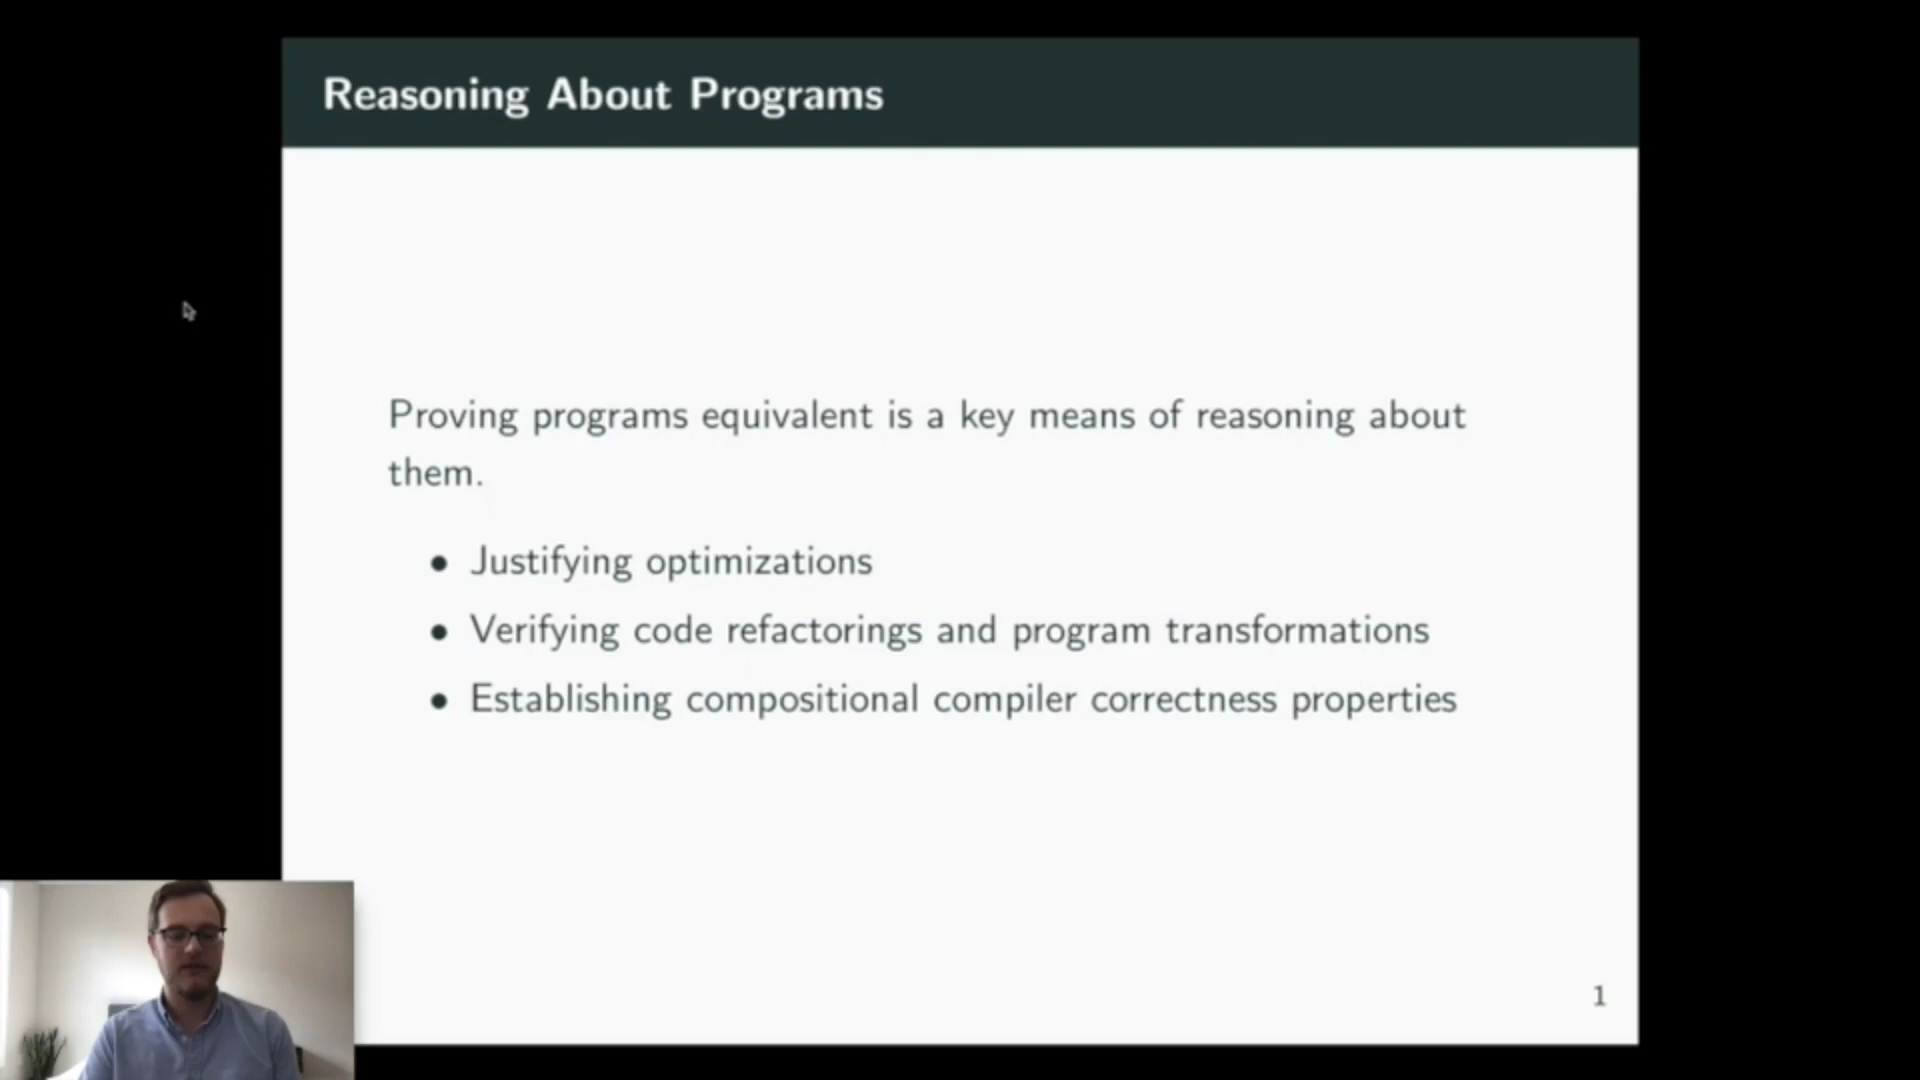 Reasoning About Programs
Proving programs equivalent is a key means of reasoning about
them.
• Justifying optimizations
• Verifying code refactorings and program transformations
• Establishing compositional compiler correctness properties
1